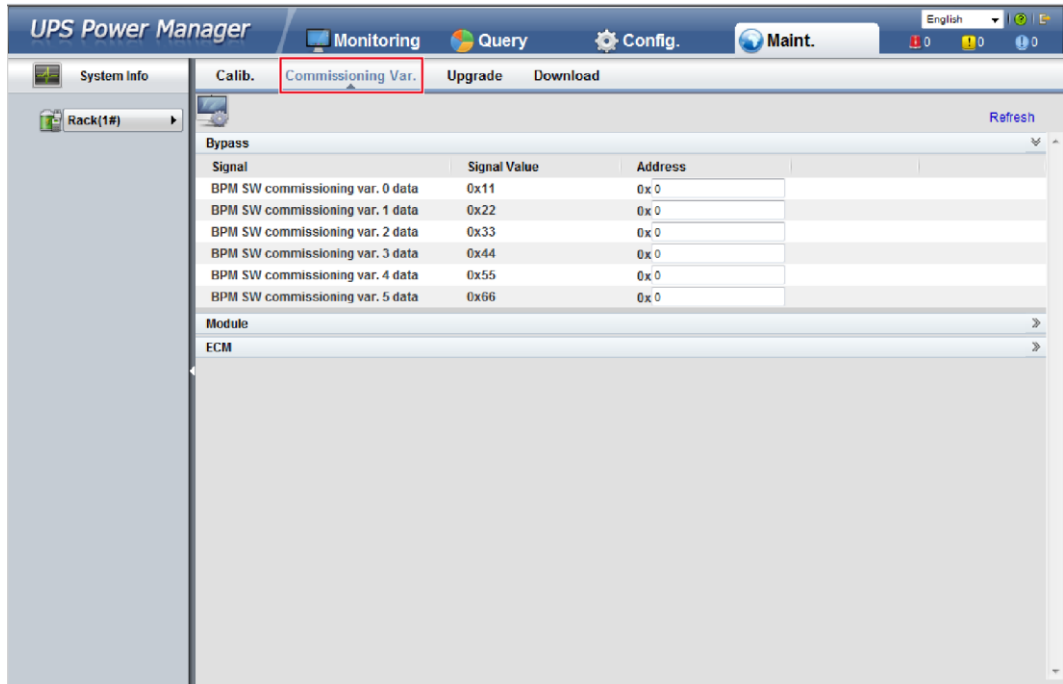 UPS Power Manager
Monitoring Query Config. Maint.
English
0 0 0
System Info
Calib. Commissioning Var. Upgrade Download
Rack(1#)
Refresh
Bypass
Signal Signal Value Address
BPM SW commissioning var. 0 data 0x11 0x 0
BPM SW commissioning var. 1 data 0x22 0x 0
BPM SW commissioning var. 2 data 0x33 0x 0
BPM SW commissioning var. 3 data 0x44 0x 0
BPM SW commissioning var. 4 data 0x55 0x 0
BPM SW commissioning var. 5 data 0x66 0x 0
Module
ECM